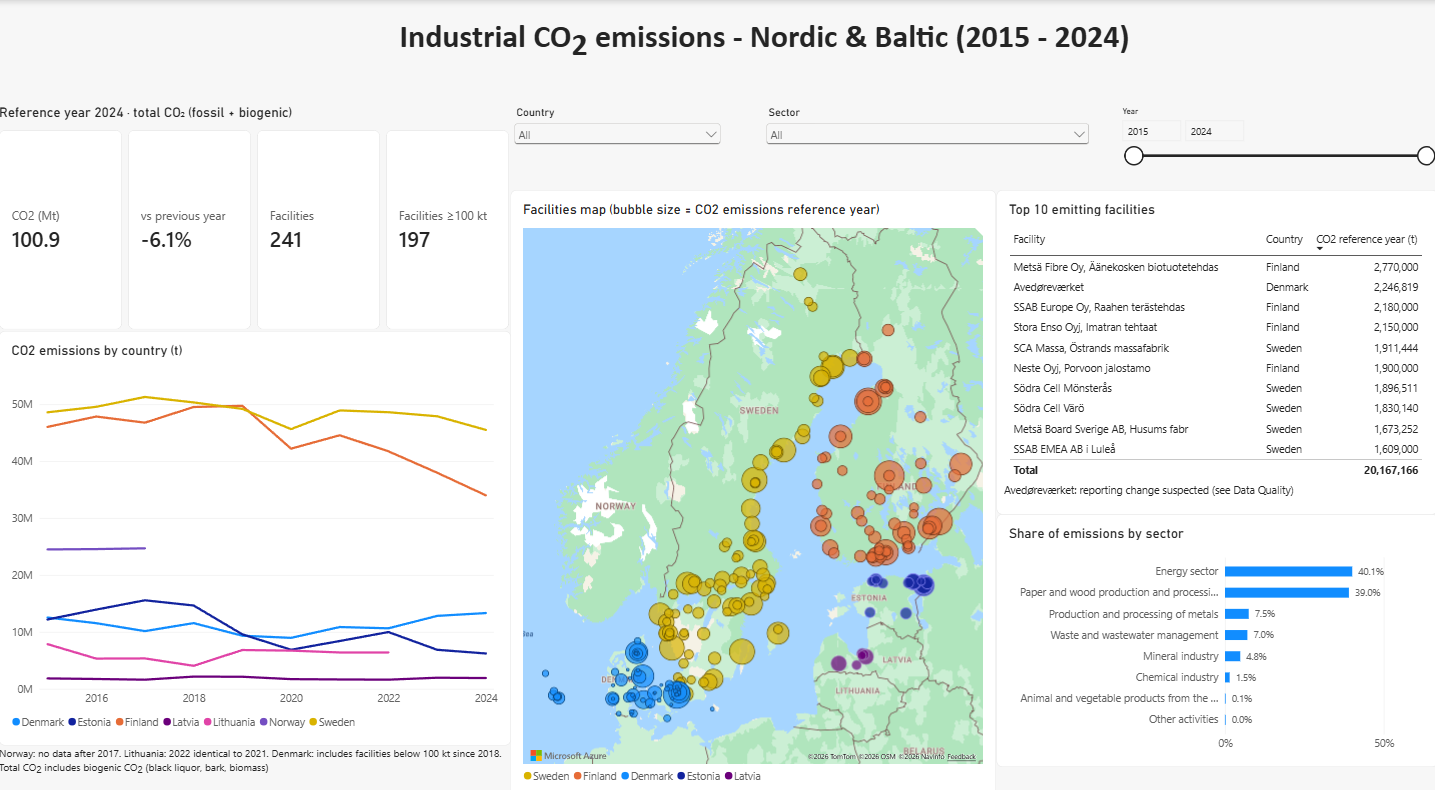 Industrial CO2 emissions - Nordic & Baltic (2015 - 2024)
Reference year 2024 · total CO₂ (fossil + biogenic)
CO2 (Mt)
100.9
vs previous year
-6.1%
Facilities
241
Facilities ≥100 kt
197
Country
All
Sector
All
Year
2015
2024
CO2 emissions by country (t)
50M
40M
30M
20M
10M
0M
2016
2018
2020
2022
2024
Denmark Estonia Finland Latvia Lithuania Norway Sweden
Norway: no data after 2017. Lithuania: 2022 identical to 2021. Denmark: includes facilities below 100 kt since 2018.
Total CO2 includes biogenic CO2 (black liquor, bark, biomass)
Facilities map (bubble size = CO2 emissions reference year)
SWEDEN
NORWAY
ESTONIA
LATVIA
LITHUANIA
BELARUS
Microsoft Azure
©2026 TomTom ©2026 OSM ©2026 NavInfo Feedback
Sweden Finland Denmark Estonia Latvia
Top 10 emitting facilities
Facility Country CO2 reference year (t)
Metsä Fibre Oy, Äänekosken biotuotetehdas Finland 2,770,000
Avedøreværket Denmark 2,246,819
SSAB Europe Oy, Raahen terästehdas Finland 2,180,000
Stora Enso Oyj, Imatran tehtaat Finland 2,150,000
SCA Massa, Östrands massafabrik Sweden 1,911,444
Neste Oyj, Porvoon jalostamo Finland 1,900,000
Södra Cell Mönsterås Sweden 1,896,511
Södra Cell Värö Sweden 1,830,140
Metsä Board Sverige AB, Husums fabr Sweden 1,673,252
SSAB EMEA AB i Luleå Sweden 1,609,000
Total 20,167,166
Avedøreværket: reporting change suspected (see Data Quality)
Share of emissions by sector
Energy sector 40.1%
Paper and wood production and processi... 39.0%
Production and processing of metals 7.5%
Waste and wastewater management 7.0%
Mineral industry 4.8%
Chemical industry 1.5%
Animal and vegetable products from the ... 0.1%
Other activities 0.0%
0%
50%